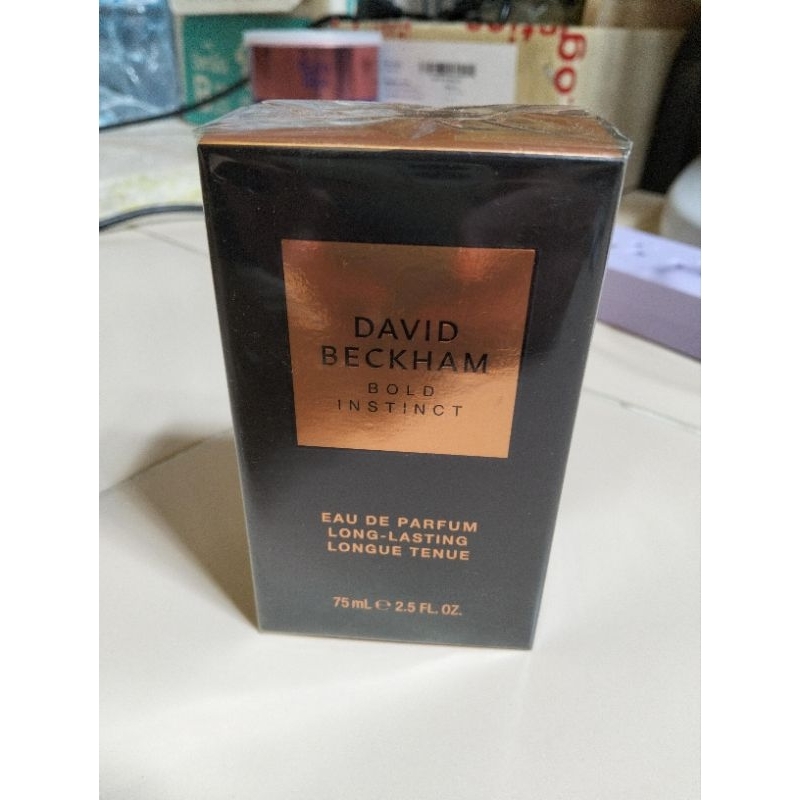 DAVID
BECKHAM
BOLD
INSTINCT
EAU DE PARFUM
LONG-LASTING
LONGUE TENUE
75 mL ℮ 2.5 FL. OZ.